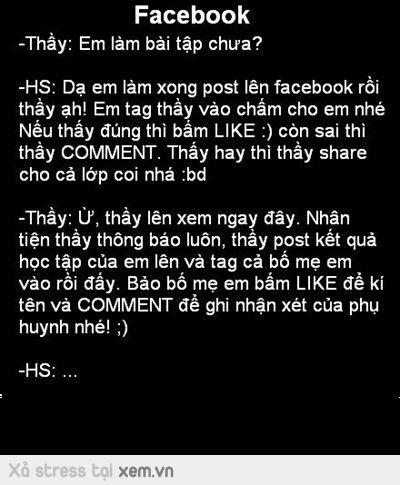 Facebook
-Thầy: Em làm bài tập chưa?
-HS: Dạ em làm xong post lên facebook rồi
thầy ạh! Em tag thầy vào chấm cho em nhé
Nếu thấy đúng thì bấm LIKE :) còn sai thì
thầy COMMENT. Thấy hay thì thầy share
cho cả lớp coi nhá :bd
-Thầy: Ừ, thầy lên xem ngay đây. Nhân
tiện thầy thông báo luôn, thầy post kết quả
học tập của em lên và tag cả bố mẹ em
vào rồi đấy. Bảo bố mẹ em bấm LIKE để kí
tên và COMMENT để ghi nhận xét của phụ
huynh nhé! ;)
-HS: ...
Xả stress tại xem.vn